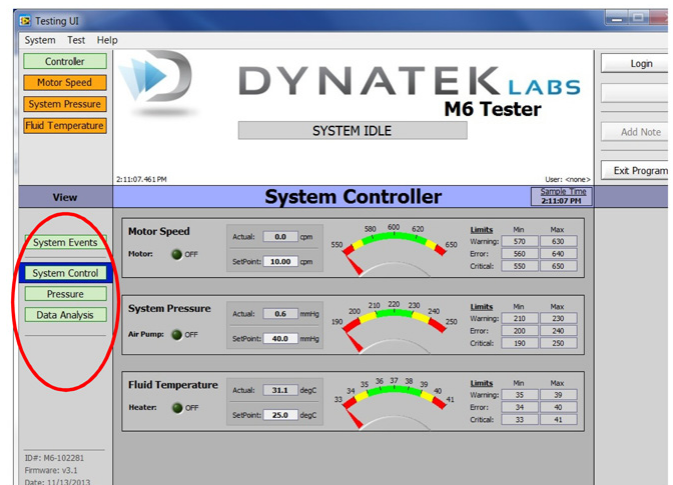 Testing UI
System Test Help
Controller
Motor Speed
System Pressure
Fluid Temperature
DYNATEK LABS
M6 Tester
SYSTEM IDLE
2:11:07.461 PM
User: <none>
Login
Add Note
Exit Program
View
System Controller
Sample Time
2:11:07 PM
System Events
System Control
Pressure
Data Analysis
Motor Speed
Motor: OFF
Actual: 0.0 cpm
SetPoint: 10.00 cpm
550 580 600 620 650
Limits Min Max
Warning: 570 630
Error: 560 640
Critical: 550 650
System Pressure
Air Pump: OFF
Actual: 0.6 mmHg
SetPoint: 40.0 mmHg
190 200 210 220 230 240 250
Limits Min Max
Warning: 210 230
Error: 200 240
Critical: 190 250
Fluid Temperature
Heater: OFF
Actual: 31.1 degC
SetPoint: 25.0 degC
33 34 35 36 37 38 39 40 41
Limits Min Max
Warning: 35 39
Error: 34 40
Critical: 33 41
ID#: M6-102281
Firmware: v3.1
Date: 11/13/2013